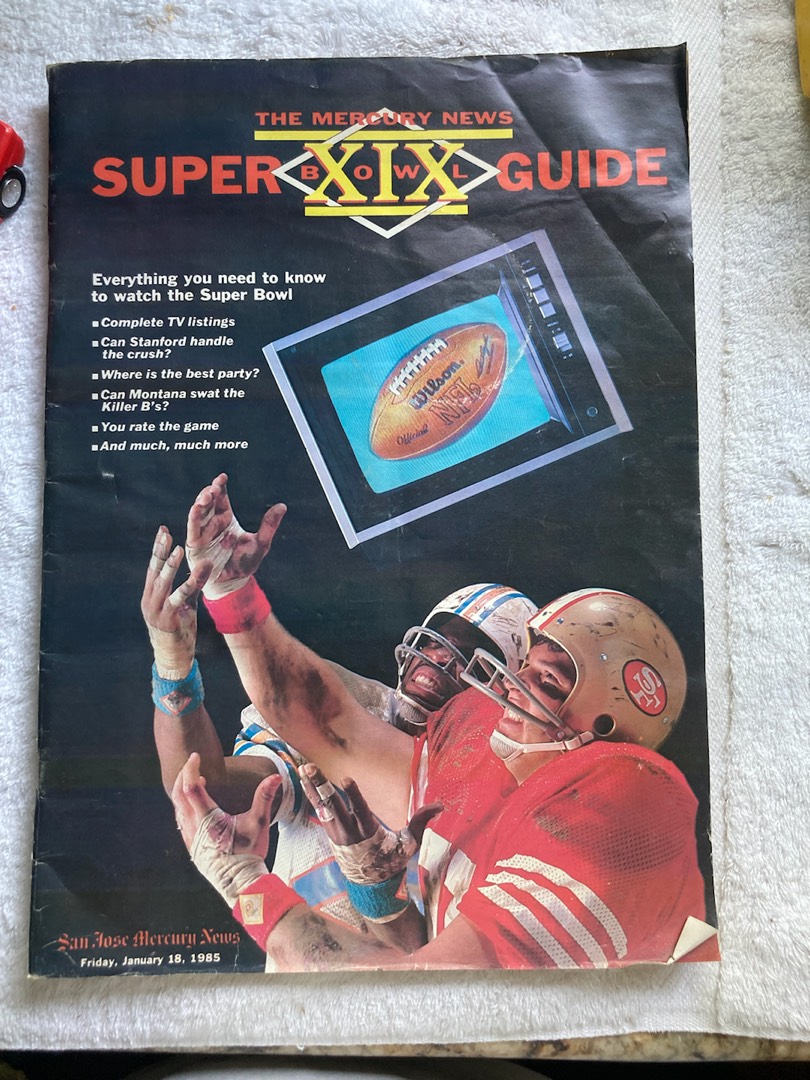 THE MERCURY NEWS
SUPER BOWL XIX GUIDE
Everything you need to know
to watch the Super Bowl
Complete TV listings
Can Stanford handle
the crush?
Where is the best party?
Can Montana swat the
Killer B's?
You rate the game
And much, much more
Wilson
NFL
Official
SF
San Jose Mercury News
Friday, January 18, 1985